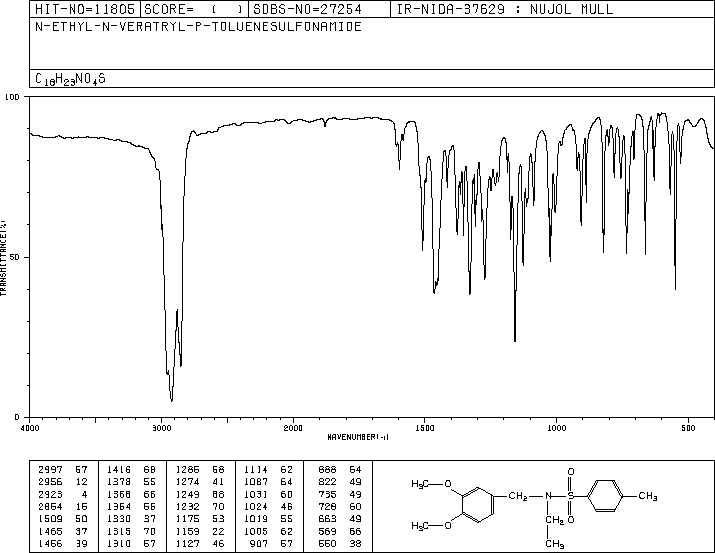 HIT-NO=11805 SCORE= ( ) SDBS-NO=27254 IR-NIDA-37629 : NUJOL MULL
N-ETHYL-N-VERATRYL-P-TOLUENESULFONAMIDE
C18H23NO4S
100
TRANSMITTANCE(%)
50
0
4000 3000 2000 1500 1000 500
WAVENUMBER(-1)
2997 57 1416 68 1286 58 1114 62 888 64
2956 12 1378 55 1274 41 1087 64 822 49
2923 4 1368 66 1249 68 1031 60 735 49
2854 15 1354 56 1232 70 1024 46 728 60
1509 50 1330 37 1175 53 1019 55 663 49
1465 37 1315 70 1159 22 1005 62 569 66
1456 39 1310 57 1127 46 907 57 550 38
H3C O
H3C O
CH2 N S CH3
O
O
CH2
CH3